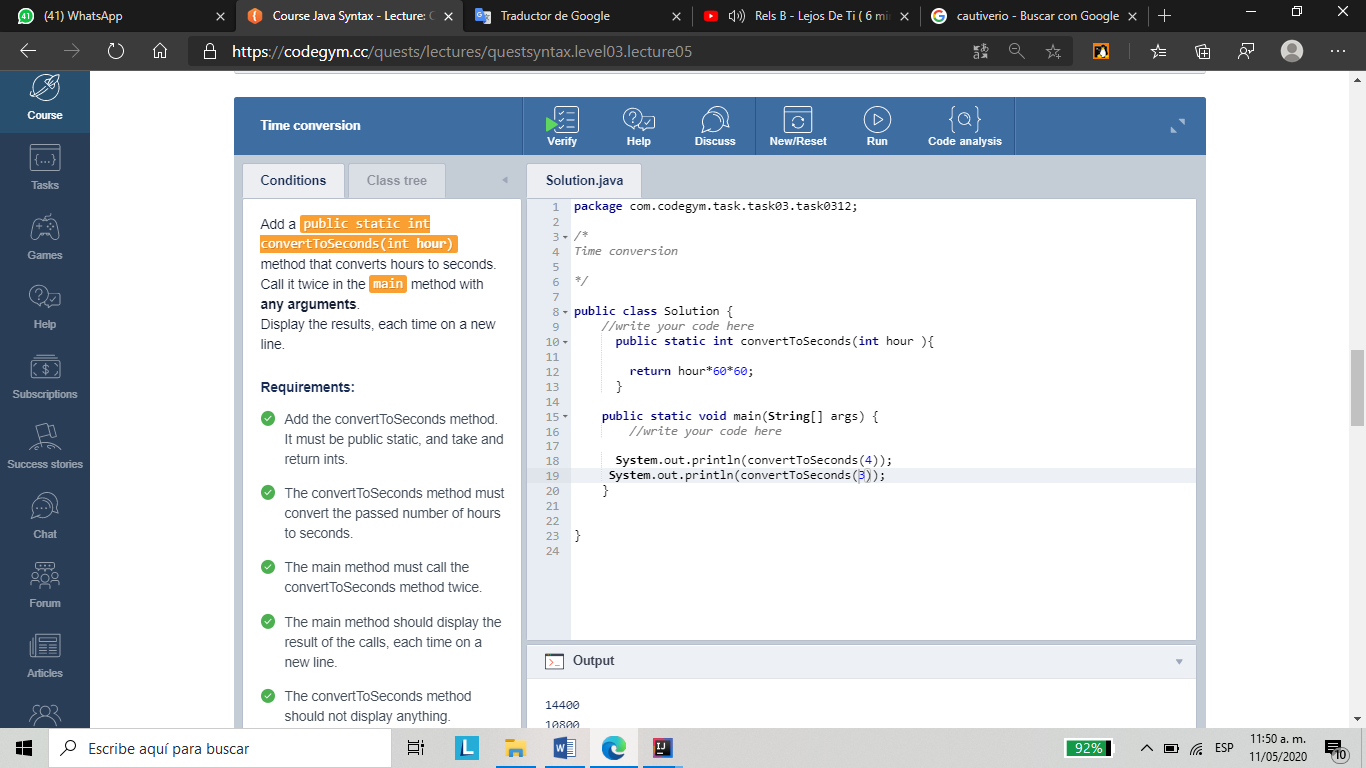 (41) WhatsApp
Course Java Syntax - Lecture: C
Traductor de Google
Rels B - Lejos De Ti ( 6 mi
cautiverio - Buscar con Google
https://codegym.cc/quests/lectures/questsyntax.level03.lecture05
Course
Tasks
Games
Help
Subscriptions
Success stories
Chat
Forum
Articles
Time conversion
Verify
Help
Discuss
New/Reset
Run
Code analysis
Conditions
Class tree
Add a public static int
convertToSeconds(int hour)
method that converts hours to seconds.
Call it twice in the main method with
any arguments.
Display the results, each time on a new
line.
Requirements:
Add the convertToSeconds method.
It must be public static, and take and
return ints.
The convertToSeconds method must
convert the passed number of hours
to seconds.
The main method must call the
convertToSeconds method twice.
The main method should display the
result of the calls, each time on a
new line.
The convertToSeconds method
should not display anything.
Solution.java
1 package com.codegym.task.task03.task0312;
2
3 /*
4 Time conversion
5
6 */
7
8 public class Solution {
9 //write your code here
10 public static int convertToSeconds(int hour ){
11
12 return hour*60*60;
13 }
14
15 public static void main(String[] args) {
16 //write your code here
17
18 System.out.println(convertToSeconds(4));
19 System.out.println(convertToSeconds(3));
20 }
21
22
23 }
24
Output
14400
10800
Escribe aquí para buscar
L
W
IJ
92%
ESP
11:50 a. m.
11/05/2020
10